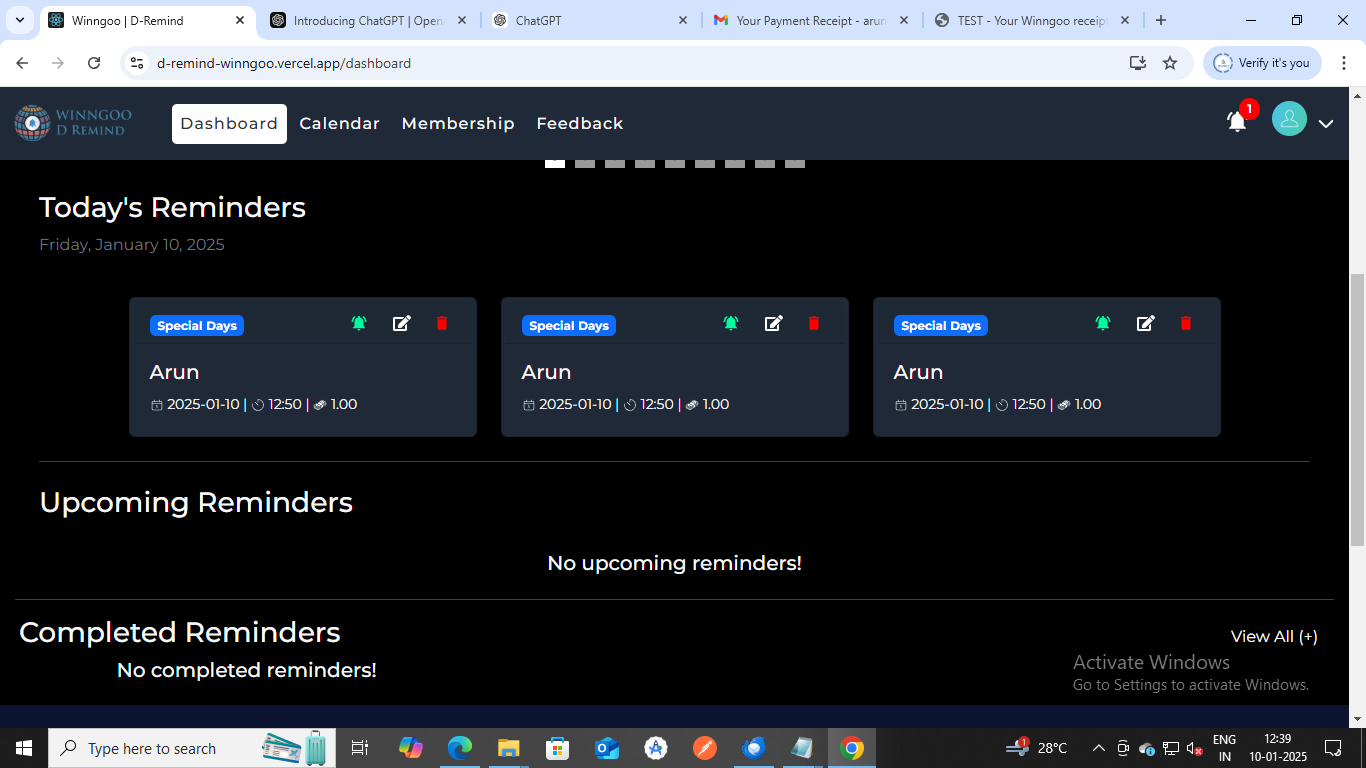 Winngoo | D-Remind
Introducing ChatGPT | Open
ChatGPT
Your Payment Receipt - arun
TEST - Your Winngoo receipt
d-remind-winngoo.vercel.app/dashboard
Verify it's you
WINNGOO
D REMIND
Dashboard
Calendar
Membership
Feedback
1
Today's Reminders
Friday, January 10, 2025
Special Days
Special Days
Special Days
Arun
Arun
Arun
2025-01-10 | 12:50 | 1.00
2025-01-10 | 12:50 | 1.00
2025-01-10 | 12:50 | 1.00
Upcoming Reminders
No upcoming reminders!
Completed Reminders
View All (+)
No completed reminders!
Activate Windows
Go to Settings to activate Windows.
Type here to search
1
28°C
ENG
IN
12:39
10-01-2025